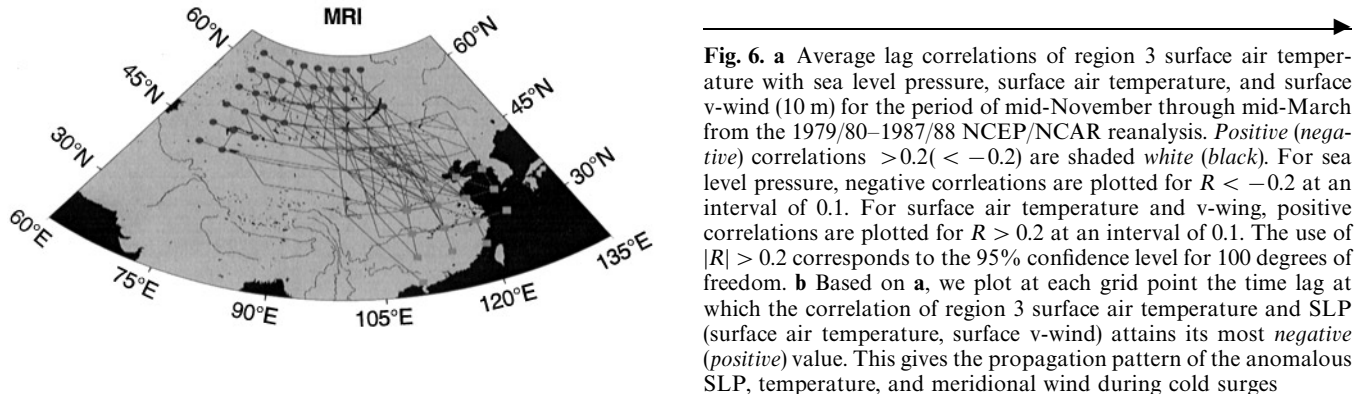 MRI
60°N
60°N
45°N
45°N
30°N
30°N
60°E
75°E
90°E
105°E
120°E
135°E
Fig. 6. a Average lag correlations of region 3 surface air temper-
ature with sea level pressure, surface air temperature, and surface
v-wind (10 m) for the period of mid-November through mid-March
from the 1979/80–1987/88 NCEP/NCAR reanalysis. Positive (nega-
tive) correlations >0.2( < −0.2) are shaded white (black). For sea
level pressure, negative corrleations are plotted for R < −0.2 at an
interval of 0.1. For surface air temperature and v-wing, positive
correlations are plotted for R > 0.2 at an interval of 0.1. The use of
|R| > 0.2 corresponds to the 95% confidence level for 100 degrees of
freedom. b Based on a, we plot at each grid point the time lag at
which the correlation of region 3 surface air temperature and SLP
(surface air temperature, surface v-wind) attains its most negative
(positive) value. This gives the propagation pattern of the anomalous
SLP, temperature, and meridional wind during cold surges